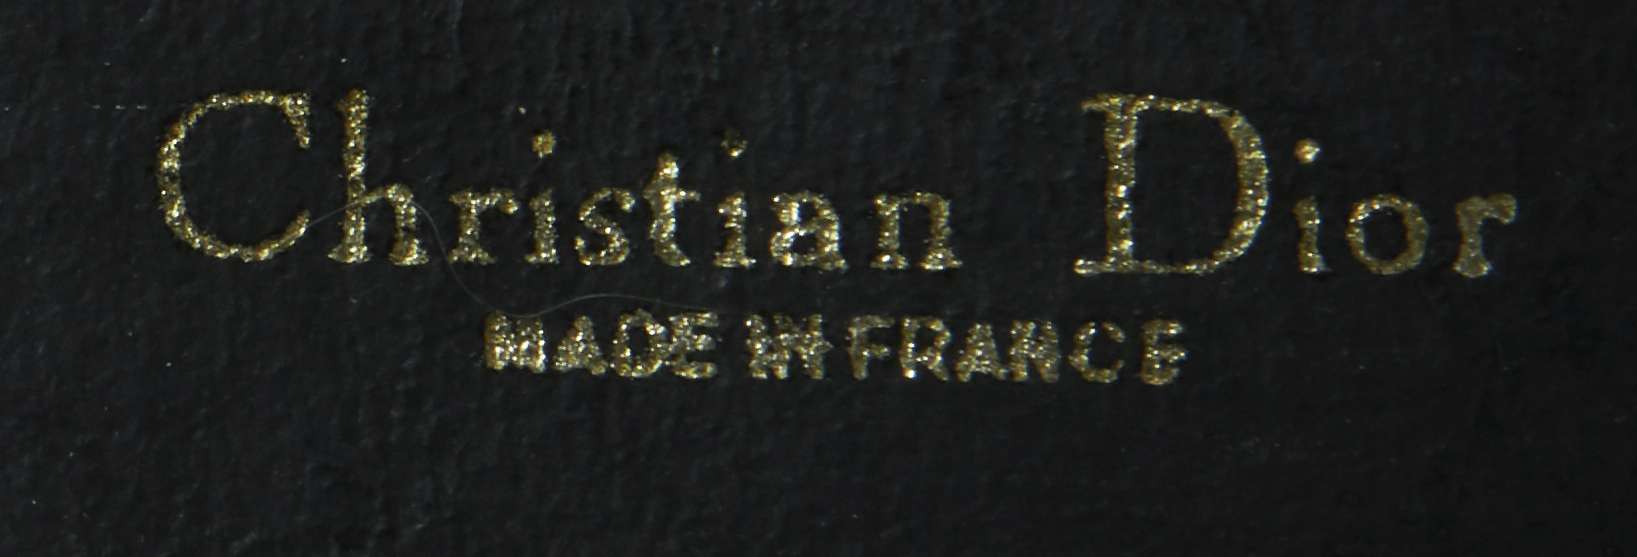 Christian Dior
MADE IN FRANCE